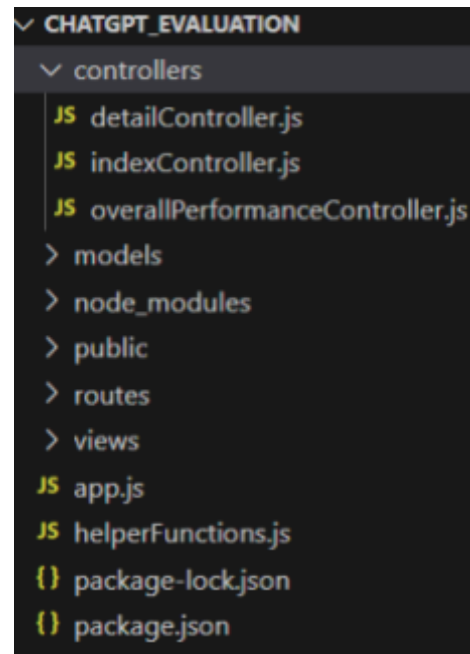 CHATGPT_EVALUATION
controllers
JS detailController.js
JS indexController.js
JS overallPerformanceController.js
models
node_modules
public
routes
views
JS app.js
JS helperFunctions.js
{} package-lock.json
{} package.json